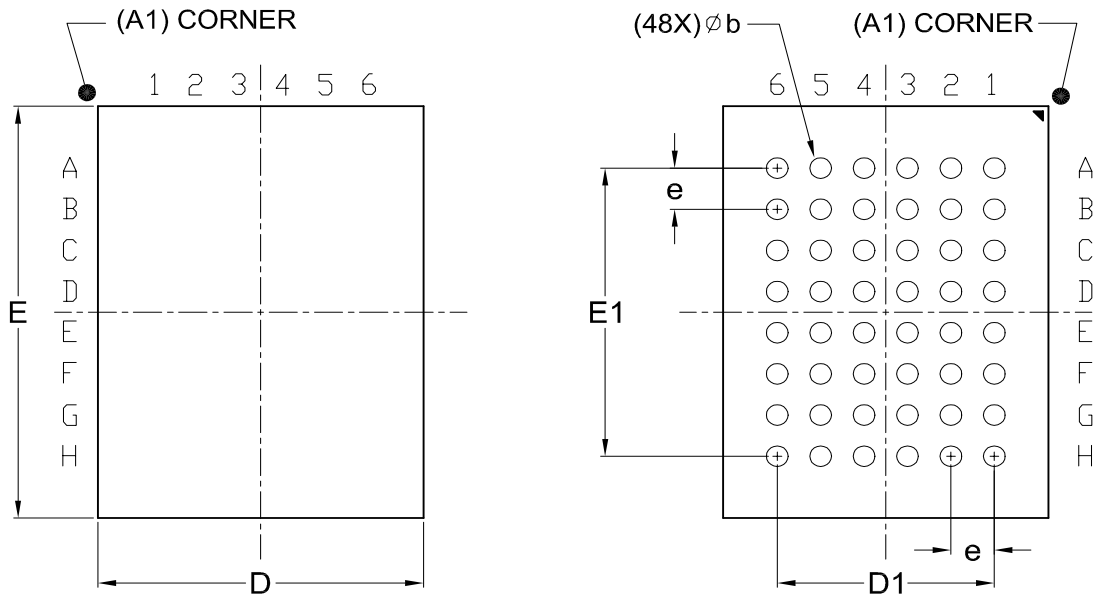 (A1) CORNER
1 2 3 4 5 6
A
B
C
D
E
F
G
H
E
D
(48X) ⌀ b
(A1) CORNER
6 5 4 3 2 1
A
B
C
D
E
F
G
H
e
E1
e
D1